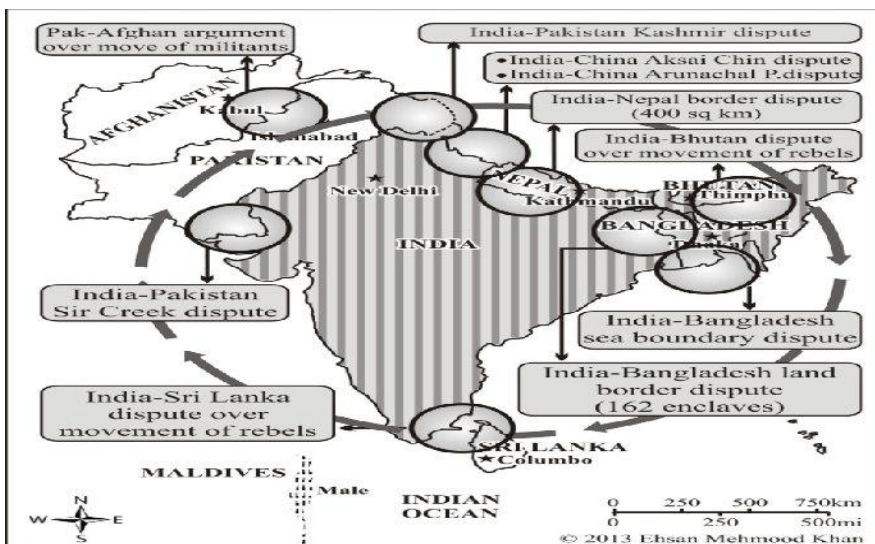 Pak-Afghan argument
over move of militants
India-Pakistan Kashmir dispute
•India-China Aksai Chin dispute
•India-China Arunachal P.dispute
India-Nepal border dispute
(400 sq km)
India-Bhutan dispute
over movement of rebels
AFGHANISTAN
Kabul
Islamabad
PAKISTAN
New Delhi
NEPAL
Kathmandu
BHUTAN
Thimphu
BANGLADESH
Dhaka
INDIA
India-Pakistan
Sir Creek dispute
India-Bangladesh
sea boundary dispute
India-Bangladesh land
border dispute
(162 enclaves)
India-Sri Lanka
dispute over
movement of rebels
SRI LANKA
Columbo
MALDIVES
Male
INDIAN
OCEAN
N
W E
S
0 250 500 750km
0 250 500mi
© 2013 Ehsan Mehmood Khan